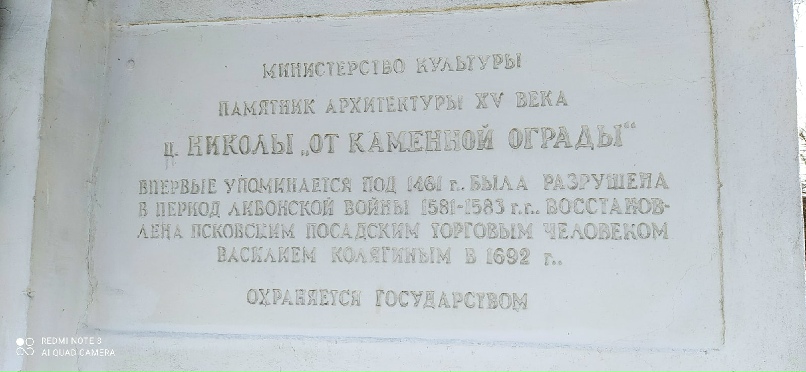 МИНИСТЕРСТВО КУЛЬТУРЫ
ПАМЯТНИК АРХИТЕКТУРЫ XV ВЕКА
Ц. НИКОЛЫ „ОТ КАМЕННОЙ ОГРАДЫ“
ВПЕРВЫЕ УПОМИНАЕТСЯ ПОД 1461 г.. БЫЛА РАЗРУШЕНА
В ПЕРИОД ЛИВОНСКОЙ ВОЙНЫ 1581-1583 г.г.. ВОССТАНОВ-
ЛЕНА ПСКОВСКИМ ПОСАДСКИМ ТОРГОВЫМ ЧЕЛОВЕКОМ
ВАСИЛИЕМ КОЛЯГИНЫМ В 1692 г..
ОХРАНЯЕТСЯ ГОСУДАРСТВОМ
REDMI NOTE 8
AI QUAD CAMERA